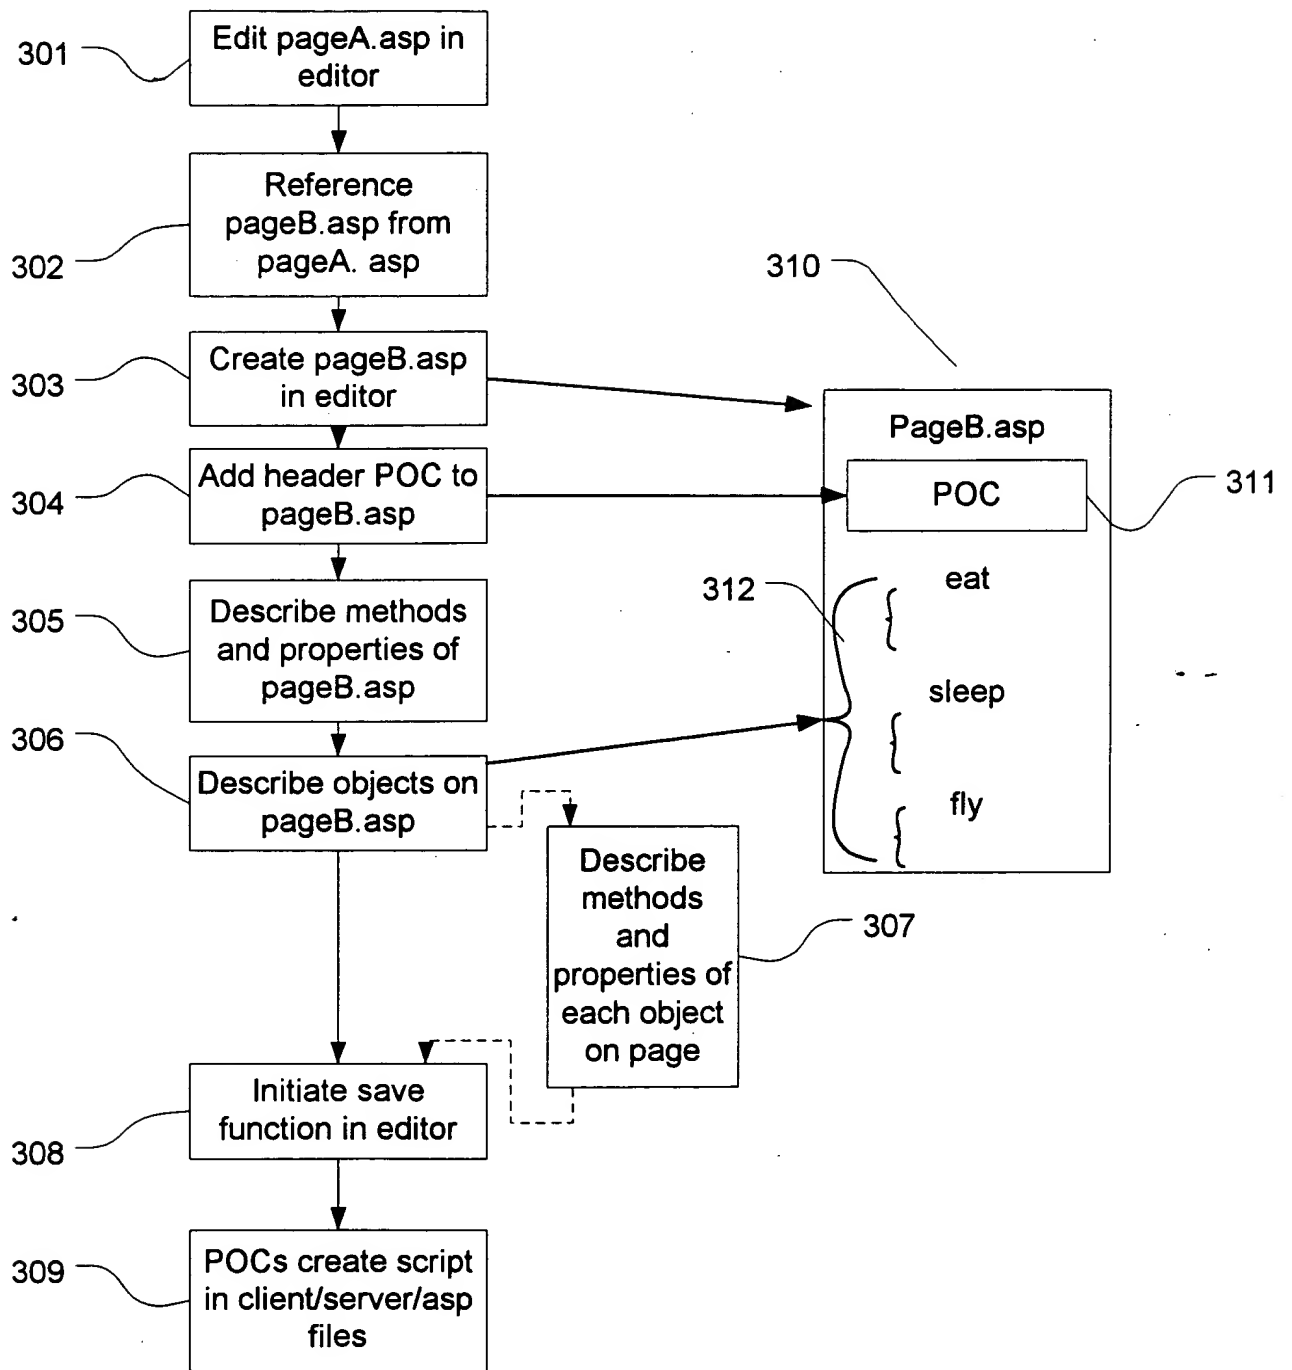 301
Edit pageA.asp in
editor
302
Reference
pageB.asp from
pageA. asp
303
Create pageB.asp
in editor
304
Add header POC to
pageB.asp
305
Describe methods
and properties of
pageB.asp
306
Describe objects on
pageB.asp
307
Describe
methods
and
properties of
each object
on page
308
Initiate save
function in editor
309
POCs create script
in client/server/asp
files
310
PageB.asp
POC
311
312
eat
sleep
fly